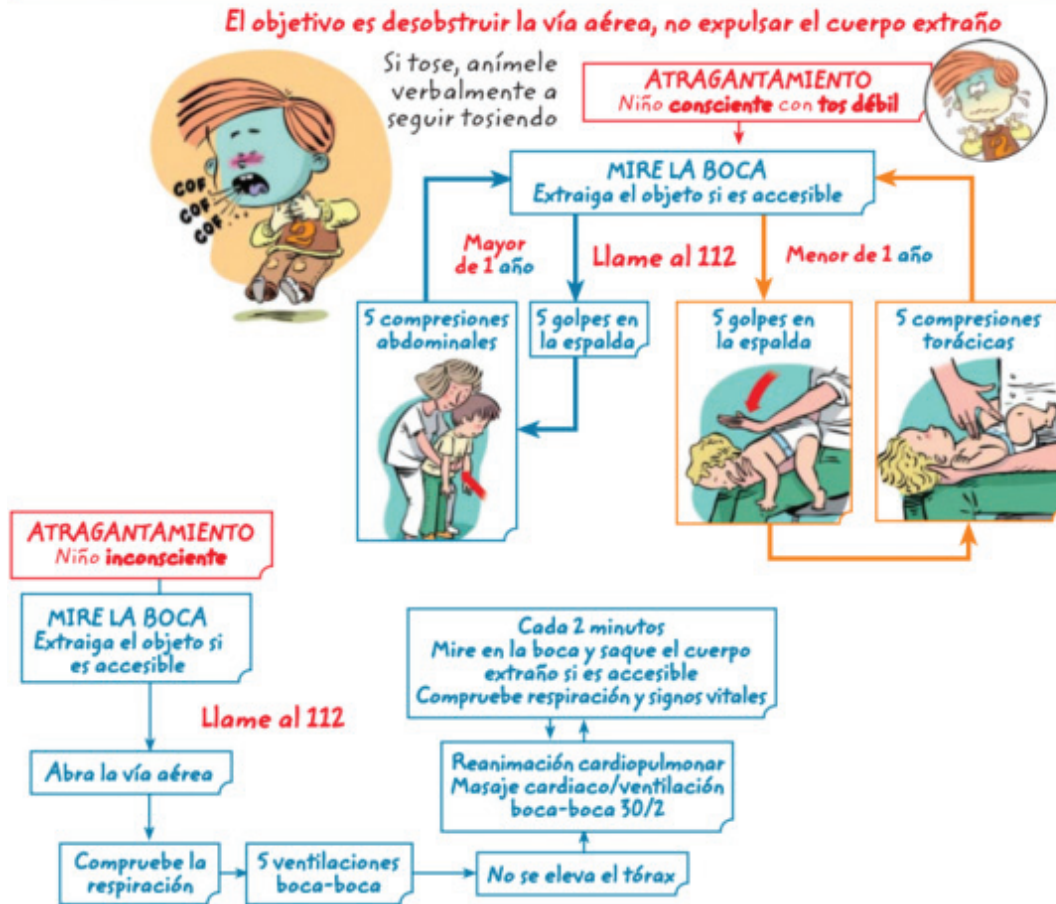 El objetivo es desobstruir la vía aérea, no expulsar el cuerpo extraño
Si tose, anímele
verbalmente a
seguir tosiendo
ATRAGANTAMIENTO
Niño consciente con tos débil
COF
COF
COF...
2
2
MIRE LA BOCA
Extraiga el objeto si es accesible
Mayor
de 1 año
Llame al 112
Menor de 1 año
5 compresiones
abdominales
5 golpes en
la espalda
5 golpes en
la espalda
5 compresiones
torácicas
ATRAGANTAMIENTO
Niño inconsciente
MIRE LA BOCA
Extraiga el objeto si
es accesible
Llame al 112
Abra la vía aérea
Compruebe la
respiración
5 ventilaciones
boca-boca
No se eleva el tórax
Reanimación cardiopulmonar
Masaje cardiaco/ventilación
boca-boca 30/2
Cada 2 minutos
Mire en la boca y saque el cuerpo
extraño si es accesible
Compruebe respiración y signos vitales